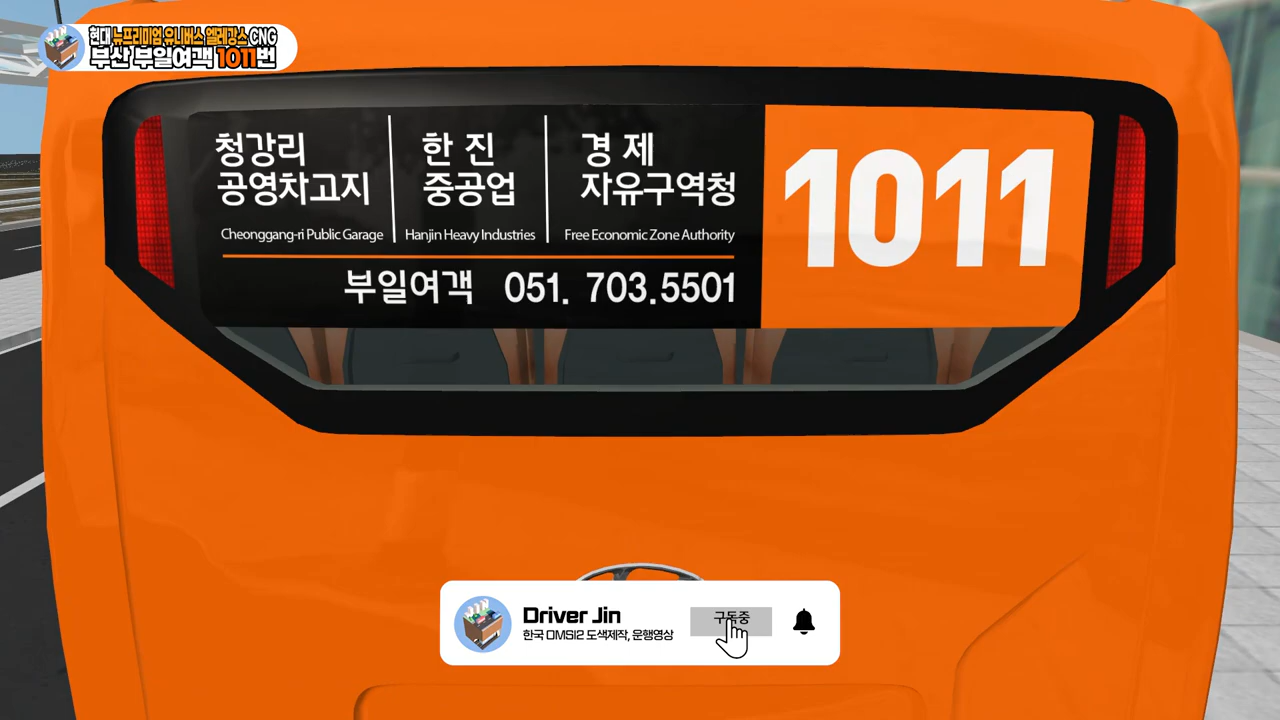 현대 뉴프리미엄 유니버스 엘레강스 CNG
부산 부일여객 1011번
청강리
공영차고지
Cheonggang-ri Public Garage
한 진
중공업
Hanjin Heavy Industries
경 제
자유구역청
Free Economic Zone Authority
1011
부일여객 051. 703.5501
Driver Jin
한국 OMSI2 도색제작, 운행영상
구독중